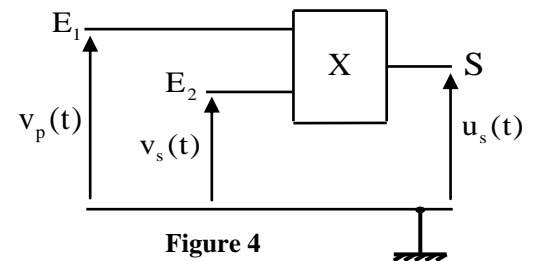 E₁
X
S
E₂
vₚ(t)
vₛ(t)
uₛ(t)
Figure 4